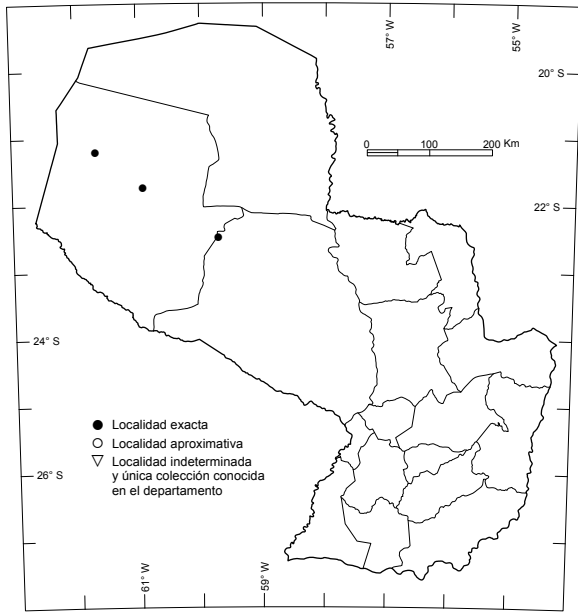 57° W
55° W
20° S
0 100 200 Km
22° S
24° S
Localidad exacta
Localidad aproximativa
Localidad indeterminada
y única colección conocida
en el departamento
26° S
61° W
59° W